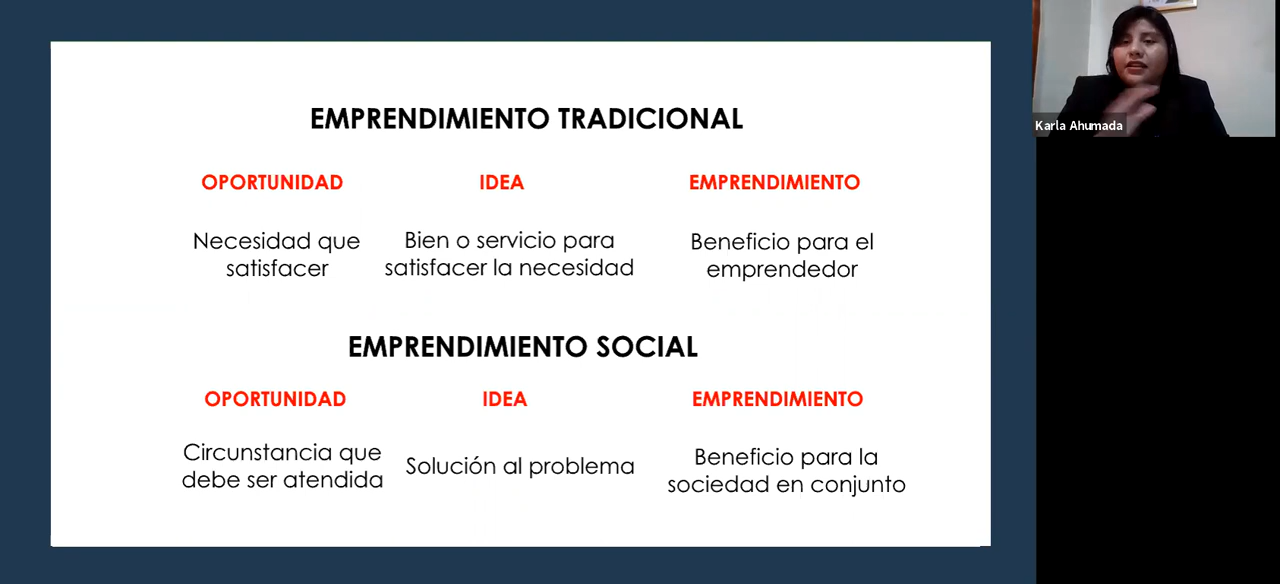 EMPRENDIMIENTO TRADICIONAL
OPORTUNIDAD
IDEA
EMPRENDIMIENTO
Necesidad que
satisfacer
Bien o servicio para
satisfacer la necesidad
Beneficio para el
emprendedor
EMPRENDIMIENTO SOCIAL
OPORTUNIDAD
IDEA
EMPRENDIMIENTO
Circunstancia que
debe ser atendida
Solución al problema
Beneficio para la
sociedad en conjunto
Karla Ahumada